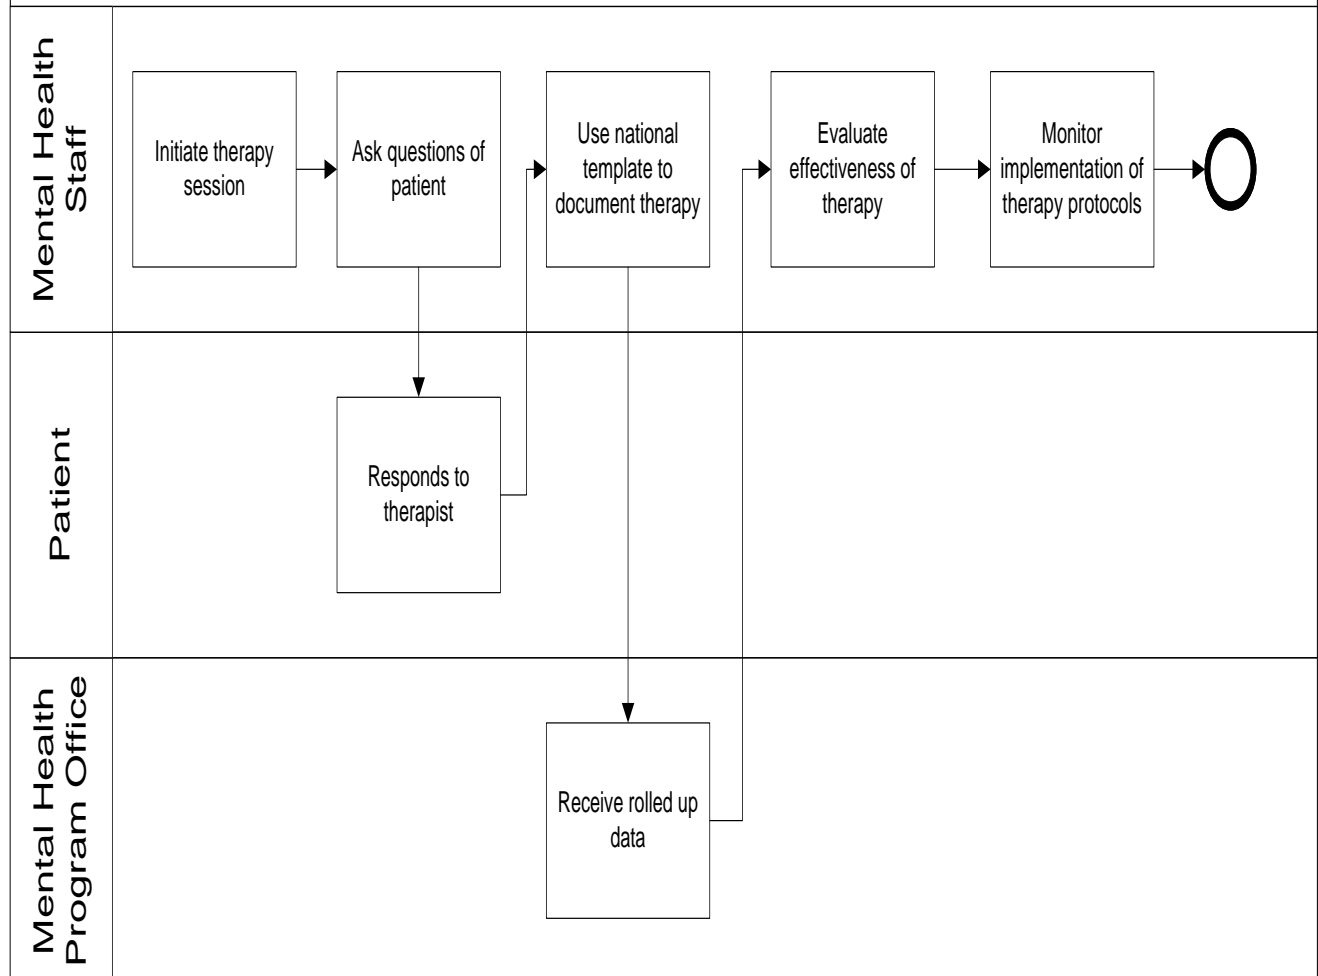 Mental Health
Staff
Initiate therapy
session
Ask questions of
patient
Use national
template to
document therapy
Evaluate
effectiveness of
therapy
Monitor
implementation of
therapy protocols
Patient
Responds to
therapist
Mental Health
Program Office
Receive rolled up
data